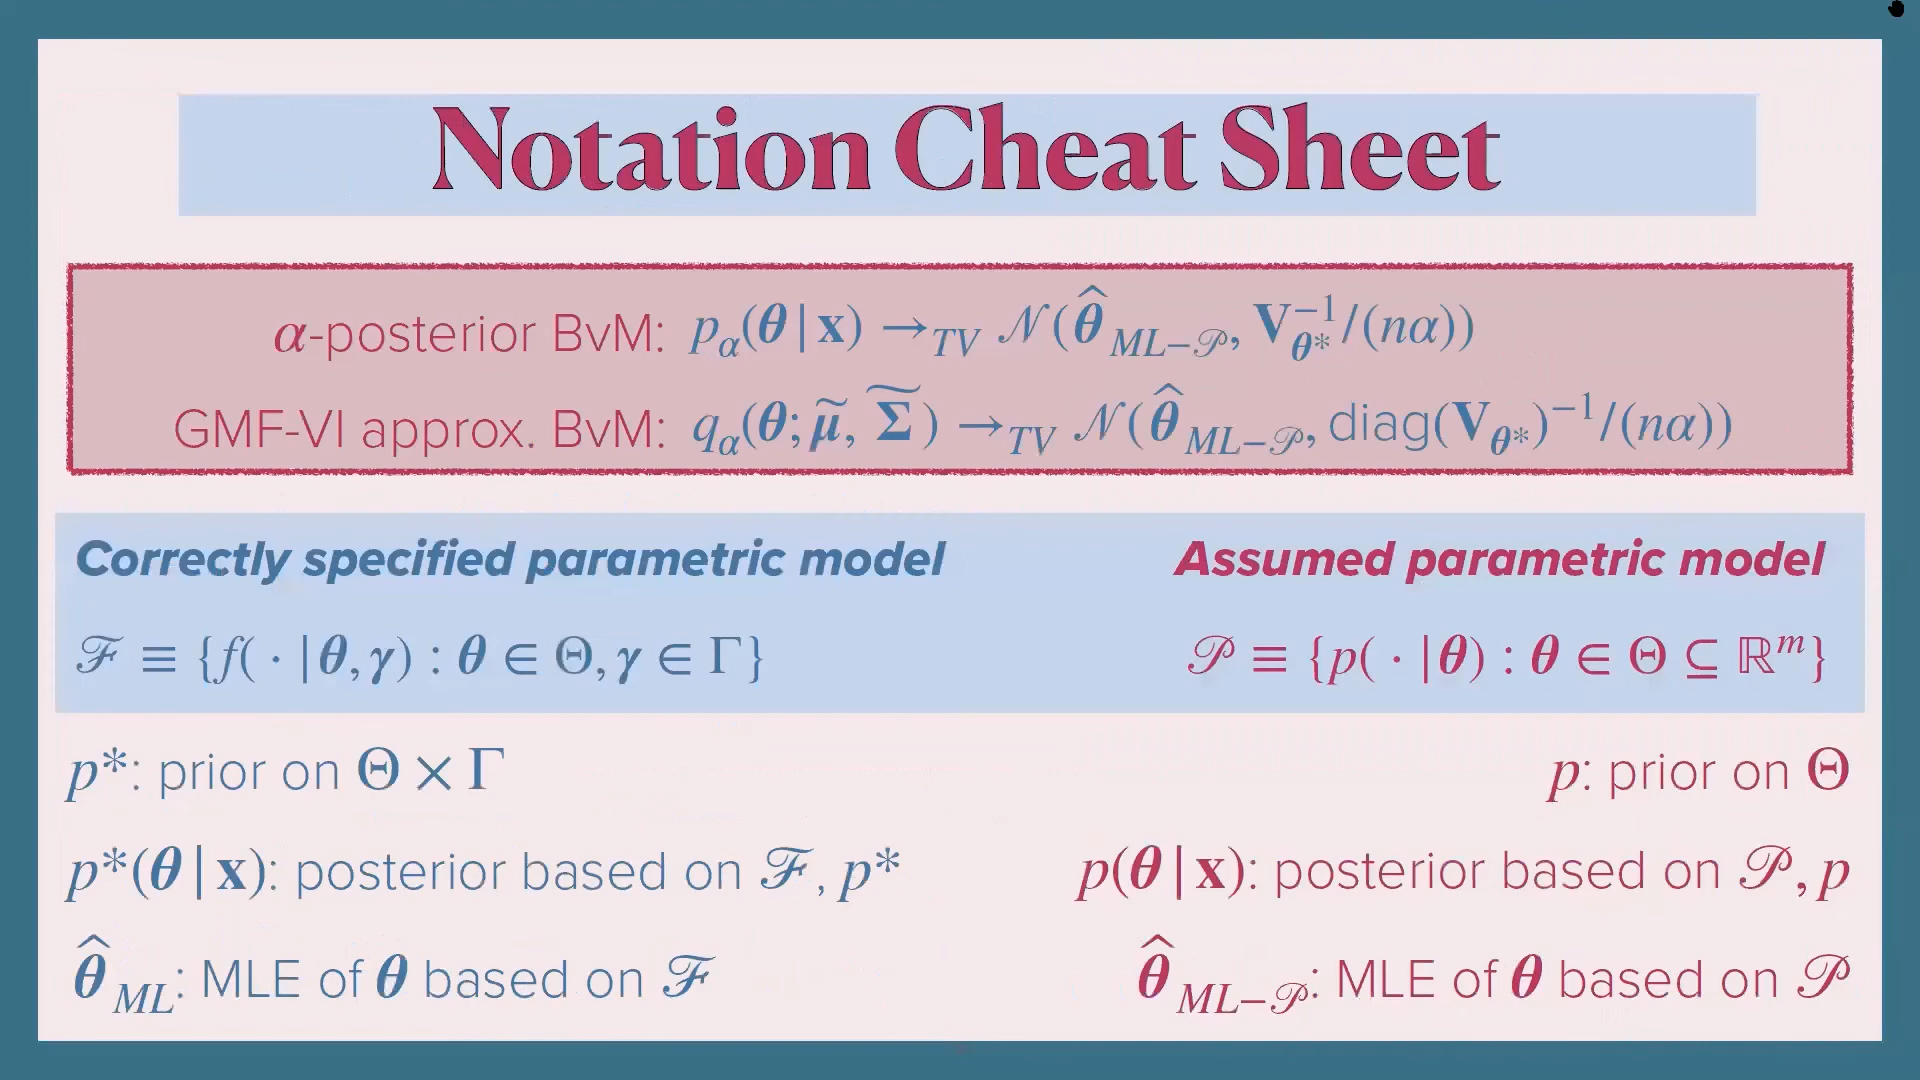 Notation Cheat Sheet
α-posterior BvM: p_α(θ | x) →_TV 𝒩(θ̂_ML−𝒫, V_θ*^−1/(nα))
GMF-VI approx. BvM: q_α(θ; μ̃, Σ̃) →_TV 𝒩(θ̂_ML−𝒫, diag(V_θ*)^−1/(nα))
Correctly specified parametric model
Assumed parametric model
ℱ ≡ {f( · | θ, γ) : θ ∈ Θ, γ ∈ Γ}
𝒫 ≡ {p( · | θ) : θ ∈ Θ ⊆ ℝ^m}
p*: prior on Θ × Γ
p: prior on Θ
p*(θ | x): posterior based on ℱ, p*
p(θ | x): posterior based on 𝒫, p
θ̂_ML: MLE of θ based on ℱ
θ̂_ML−𝒫: MLE of θ based on 𝒫